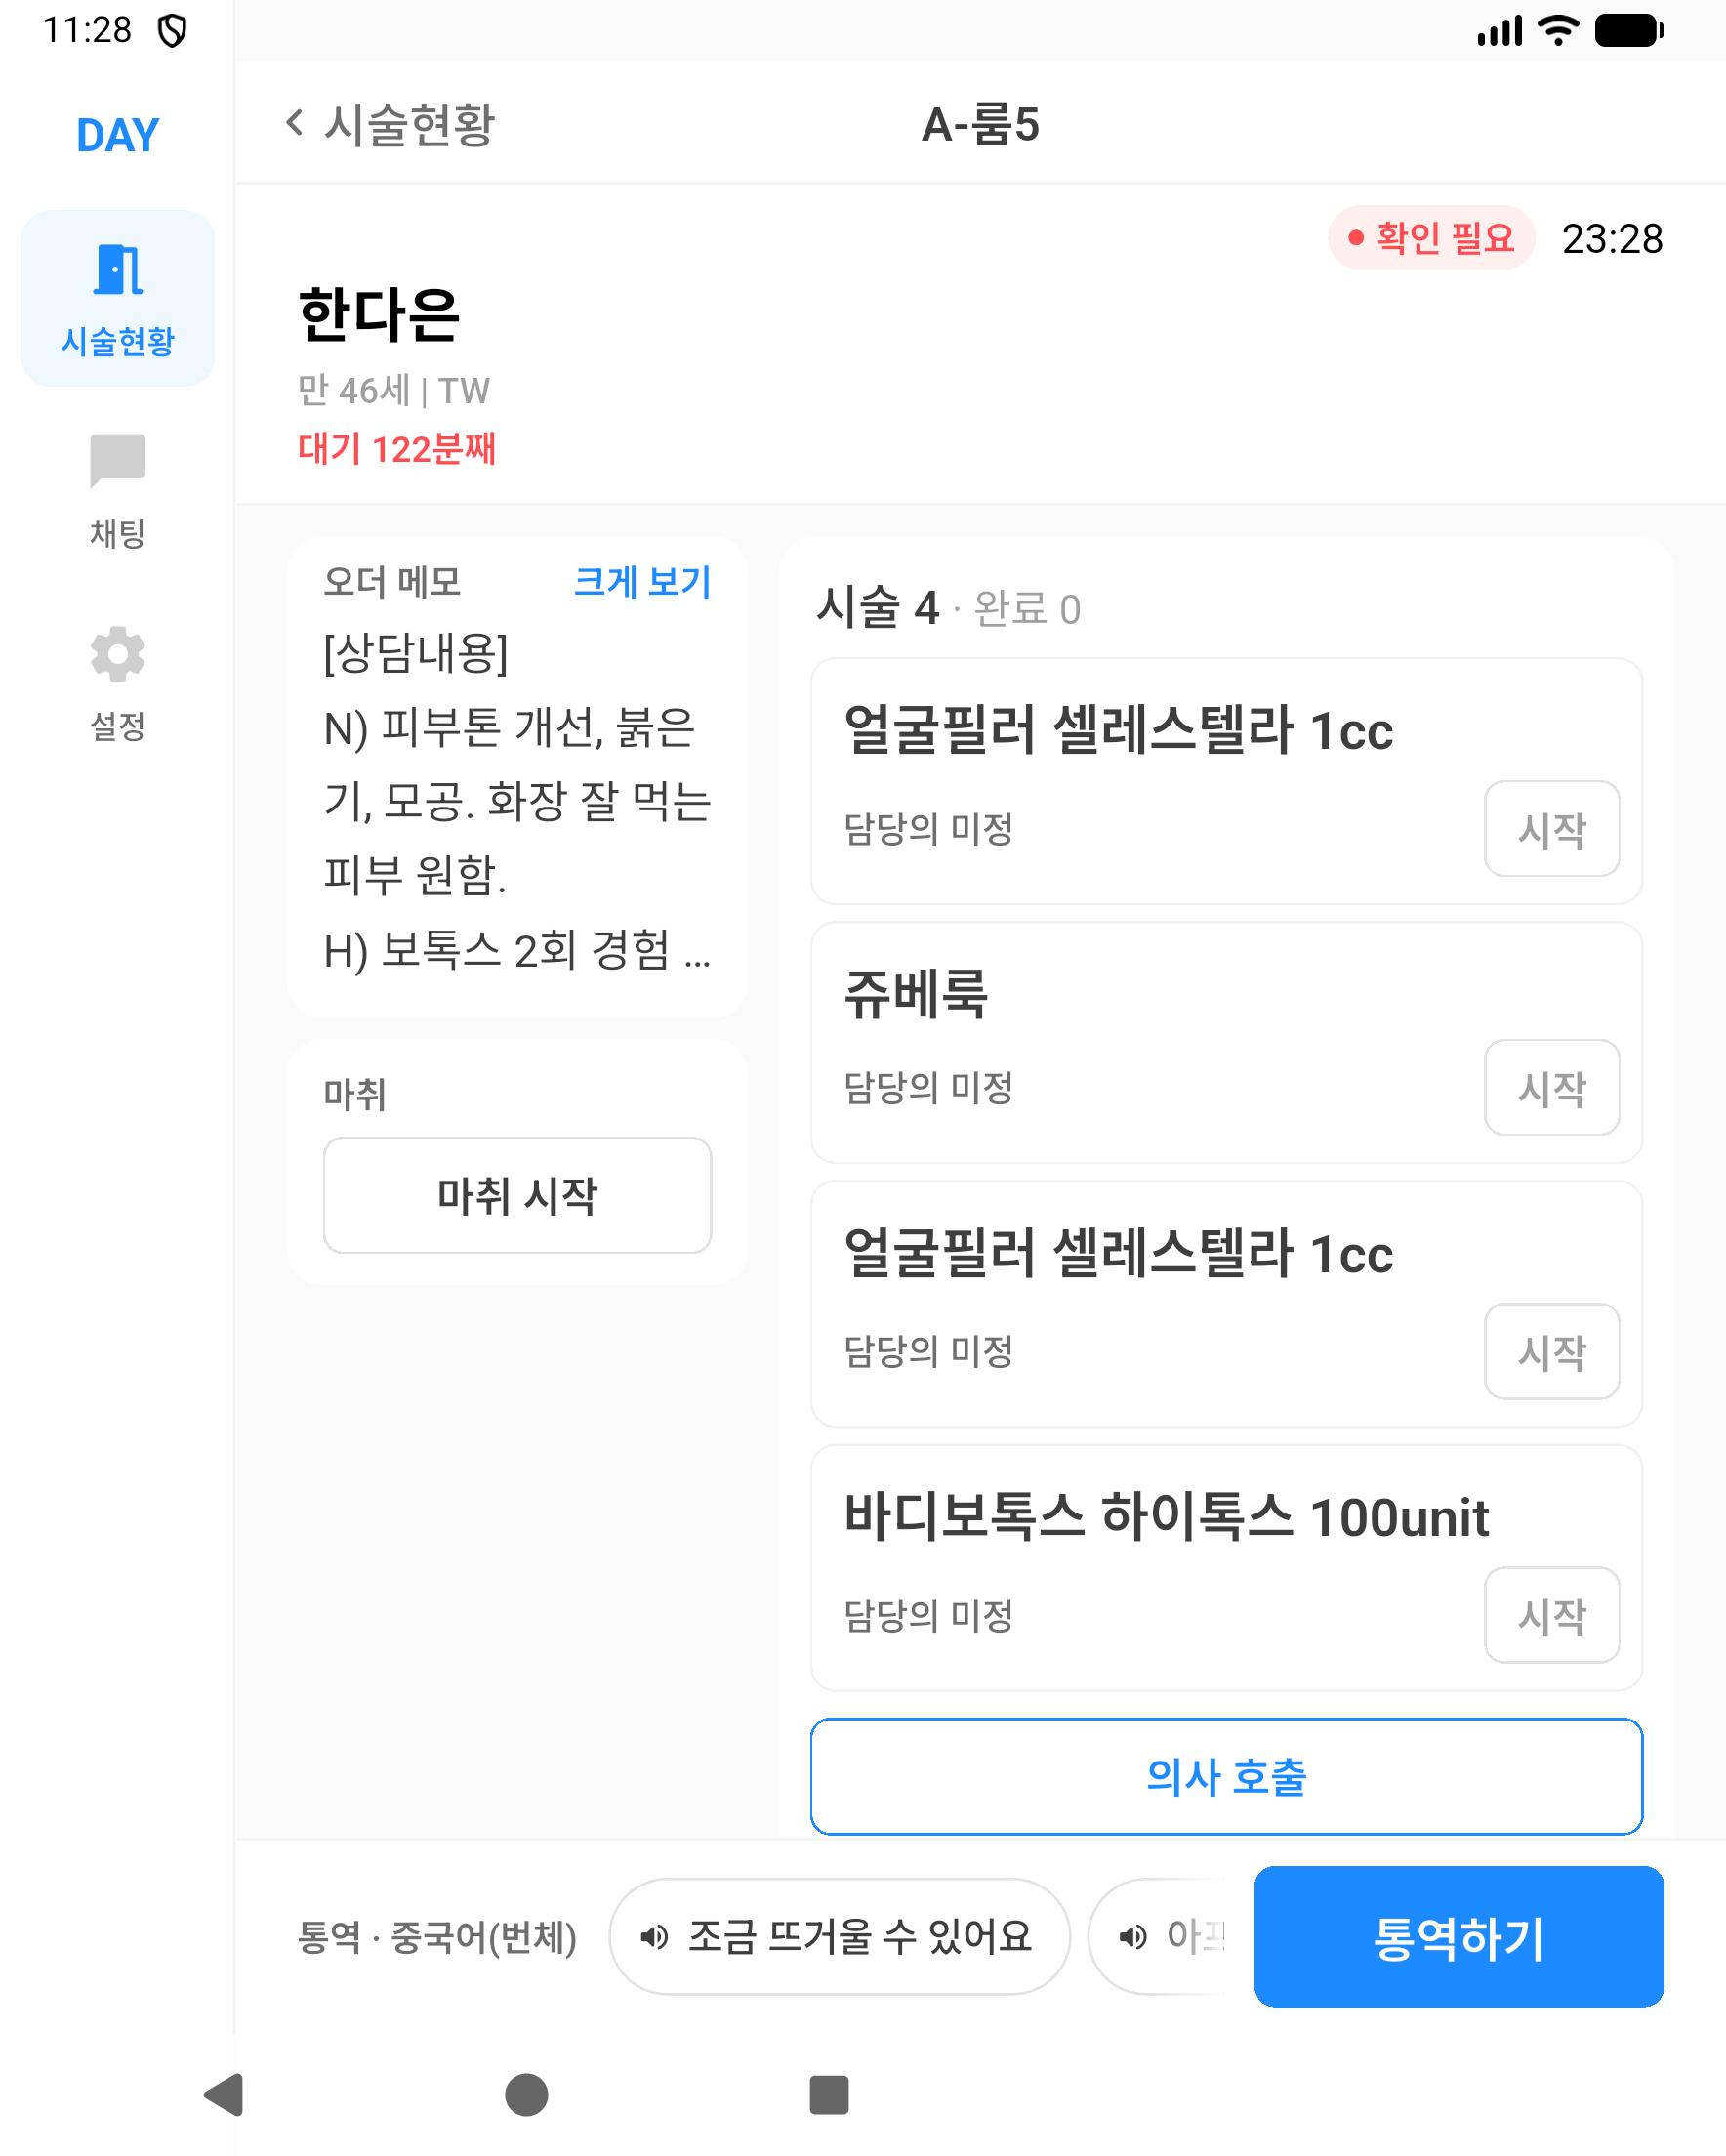 11:28
DAY
시술현황
채팅
설정
시술현황
A-룸5
확인 필요 23:28
한다은
만 46세 | TW
대기 122분째
오더 메모 크게 보기
[상담내용]
N) 피부톤 개선, 붉은
기, 모공. 화장 잘 먹는
피부 원함.
H) 보톡스 2회 경험 ...
마취
마취 시작
시술 4 · 완료 0
얼굴필러 셀레스텔라 1cc
담당의 미정 시작
쥬베룩
담당의 미정 시작
얼굴필러 셀레스텔라 1cc
담당의 미정 시작
바디보톡스 하이톡스 100unit
담당의 미정 시작
의사 호출
통역 · 중국어(번체) 조금 뜨거울 수 있어요 통역하기